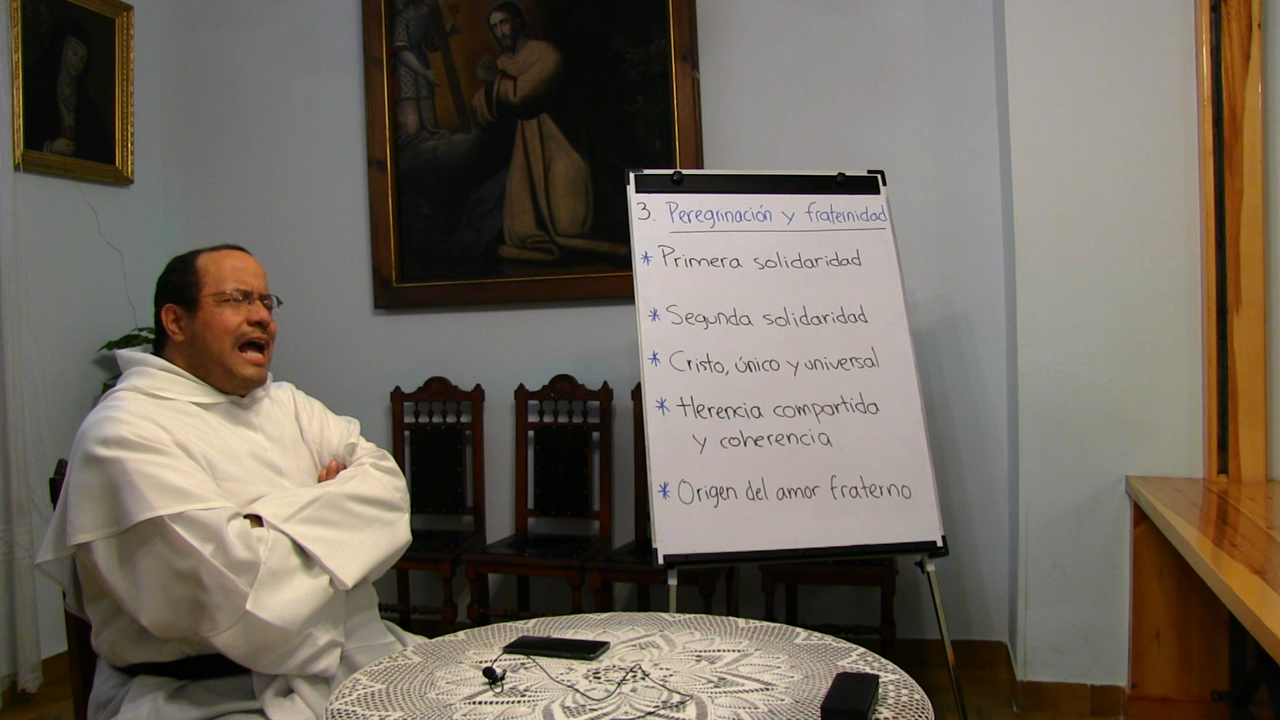 3. Peregrinación y fraternidad
* Primera solidaridad
* Segunda solidaridad
* Cristo, único y universal
* Herencia compartida
y coherencia
* Origen del amor fraterno